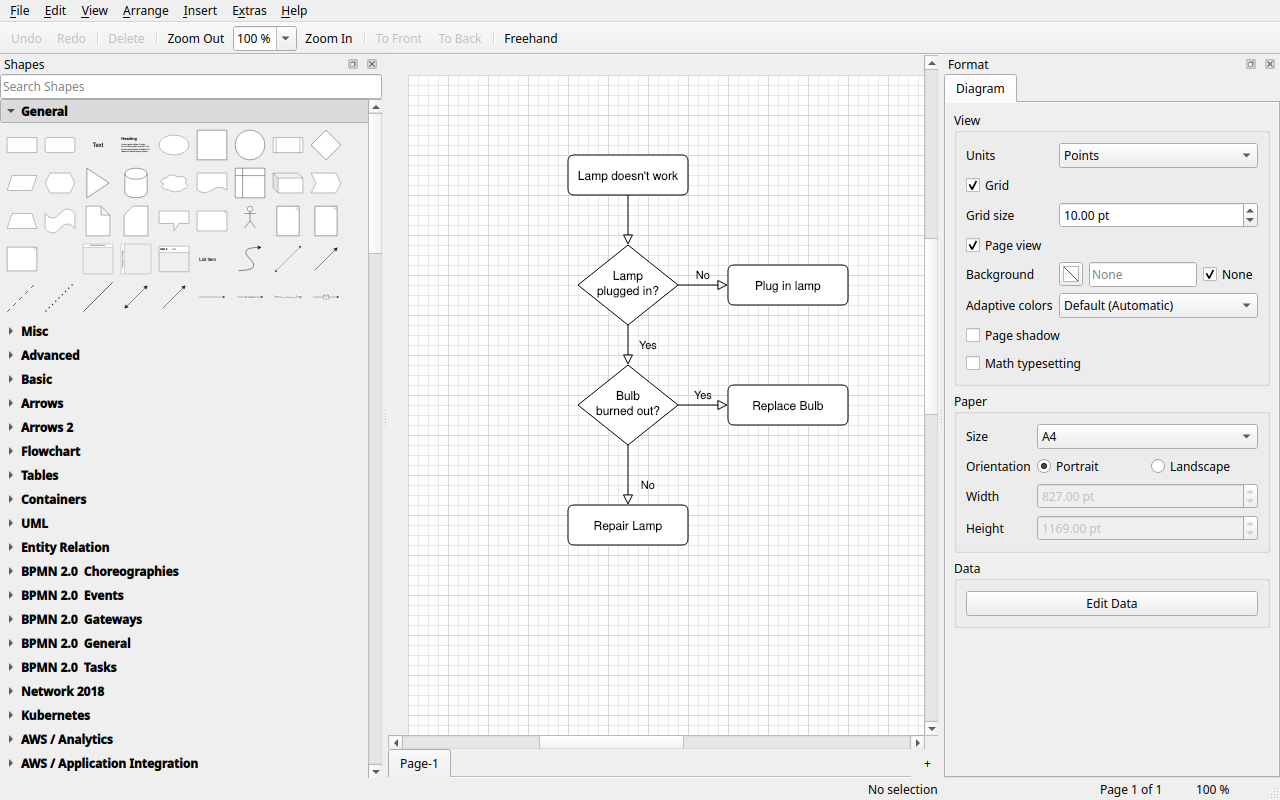 File Edit View Arrange Insert Extras Help
Undo Redo Delete Zoom Out 100 % Zoom In To Front To Back Freehand
Shapes
Search Shapes
General
Text
Heading
List Item
Misc
Advanced
Basic
Arrows
Arrows 2
Flowchart
Tables
Containers
UML
Entity Relation
BPMN 2.0 Choreographies
BPMN 2.0 Events
BPMN 2.0 Gateways
BPMN 2.0 General
BPMN 2.0 Tasks
Network 2018
Kubernetes
AWS / Analytics
AWS / Application Integration
Lamp doesn't work
Lamp
plugged in?
No
Plug in lamp
Yes
Bulb
burned out?
Yes
Replace Bulb
No
Repair Lamp
Page-1
+
Format
Diagram
View
Units Points
Grid
Grid size 10.00 pt
Page view
Background None None
Adaptive colors Default (Automatic)
Page shadow
Math typesetting
Paper
Size A4
Orientation Portrait Landscape
Width 827.00 pt
Height 1169.00 pt
Data
Edit Data
No selection Page 1 of 1 100 %